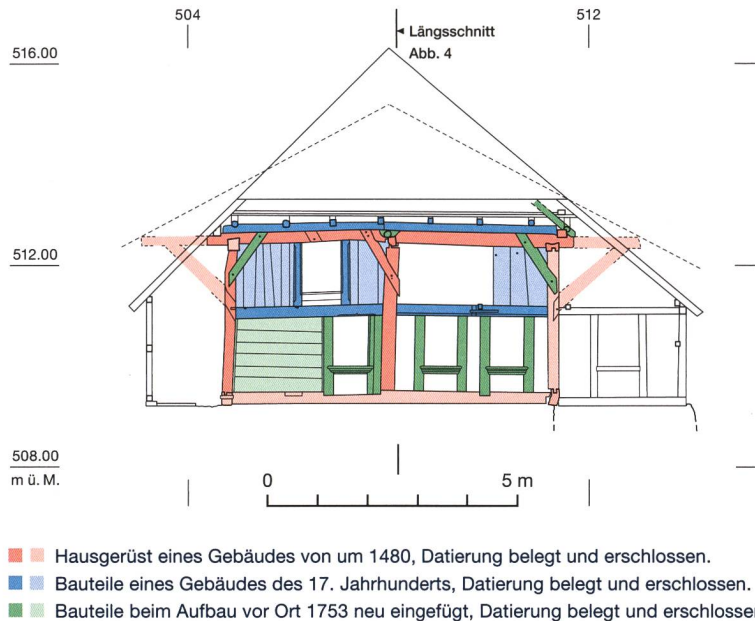 504
512
Längsschnitt
Abb. 4
516.00
512.00
508.00
m ü. M.
0
5 m
Hausgerüst eines Gebäudes von um 1480, Datierung belegt und erschlossen.
Bauteile eines Gebäudes des 17. Jahrhunderts, Datierung belegt und erschlossen.
Bauteile beim Aufbau vor Ort 1753 neu eingefügt, Datierung belegt und erschlossen